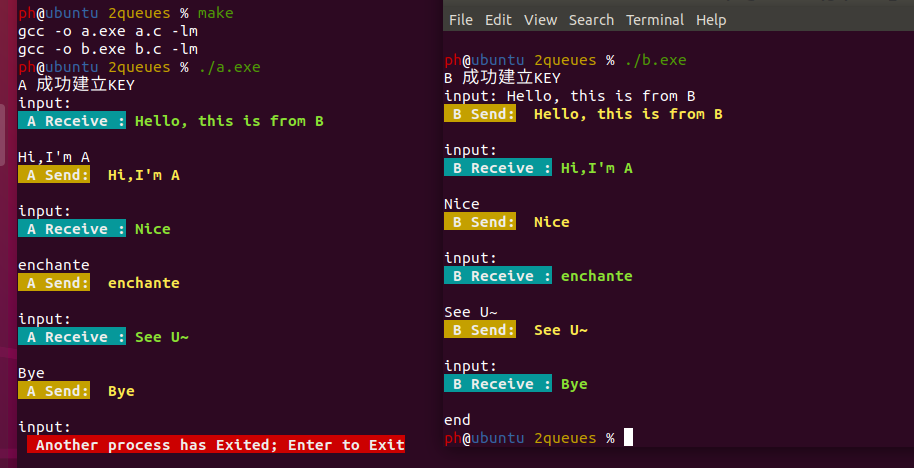 ph@ubuntu 2queues % make
gcc -o a.exe a.c -lm
gcc -o b.exe b.c -lm
ph@ubuntu 2queues % ./a.exe
A 成功建立KEY
input:
A Receive : Hello, this is from B
Hi,I'm A
A Send: Hi,I'm A
input:
A Receive : Nice
enchante
A Send: enchante
input:
A Receive : See U~
Bye
A Send: Bye
input:
Another process has Exited; Enter to Exit
File Edit View Search Terminal Help
ph@ubuntu 2queues % ./b.exe
B 成功建立KEY
input: Hello, this is from B
B Send: Hello, this is from B
input:
B Receive : Hi,I'm A
Nice
B Send: Nice
input:
B Receive : enchante
See U~
B Send: See U~
input:
B Receive : Bye
end
ph@ubuntu 2queues %